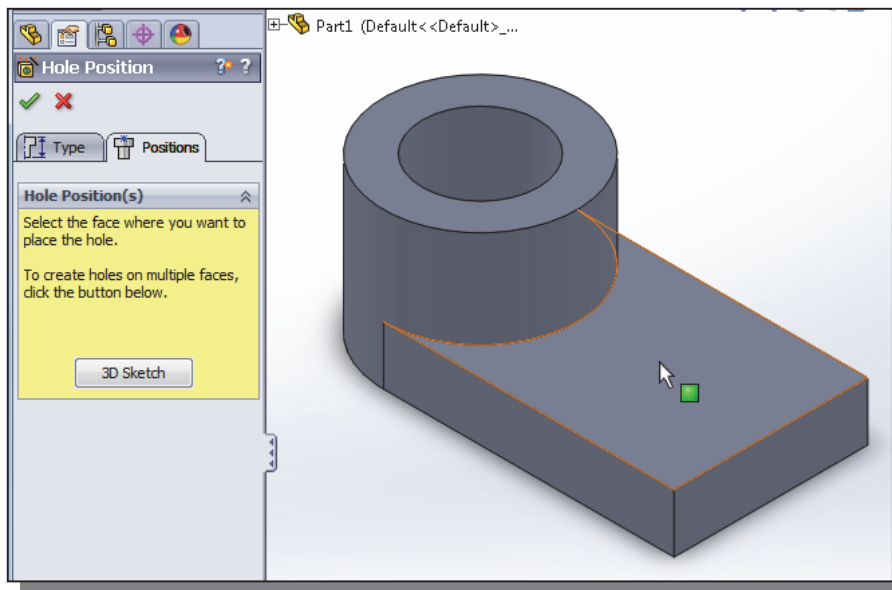 Part1 (Default<<Default>_...
Hole Position
? ?
Type
Positions
Hole Position(s)
Select the face where you want to
place the hole.
To create holes on multiple faces,
click the button below.
3D Sketch